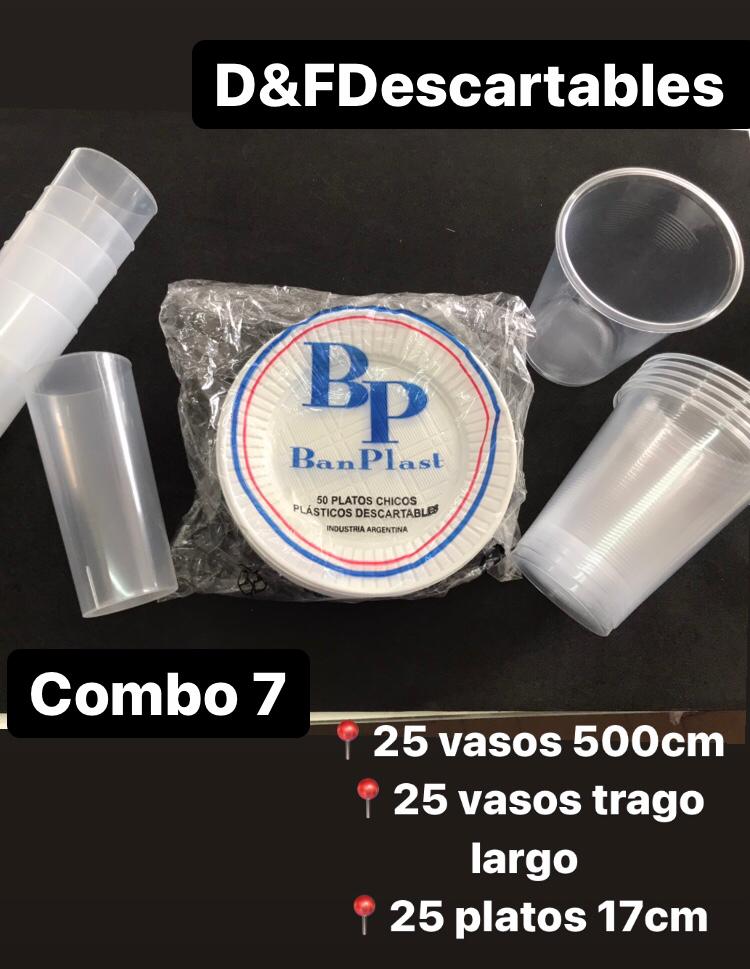 D&FDescartables
BP
BanPlast
50 PLATOS CHICOS
PLÁSTICOS DESCARTABLES
INDUSTRIA ARGENTINA
Combo 7
📍 25 vasos 500cm
📍 25 vasos trago
largo
📍 25 platos 17cm